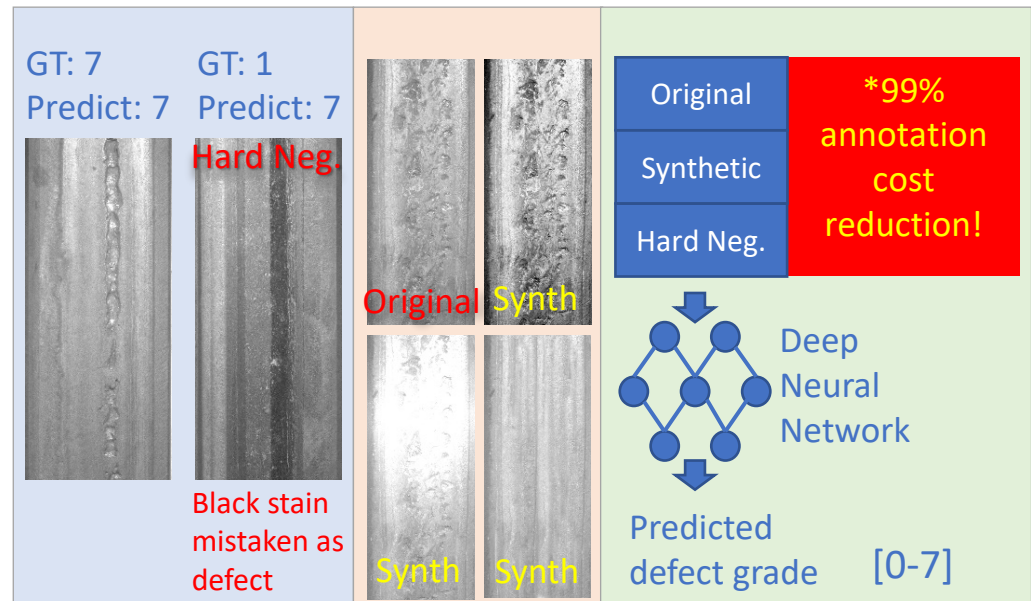 GT: 7
Predict: 7
GT: 1
Predict: 7
Hard Neg.
Black stain
mistaken as
defect
Original
Synth
Synth
Synth
Original
Synthetic
Hard Neg.
*99%
annotation
cost
reduction!
Deep
Neural
Network
Predicted
defect grade
[0-7]